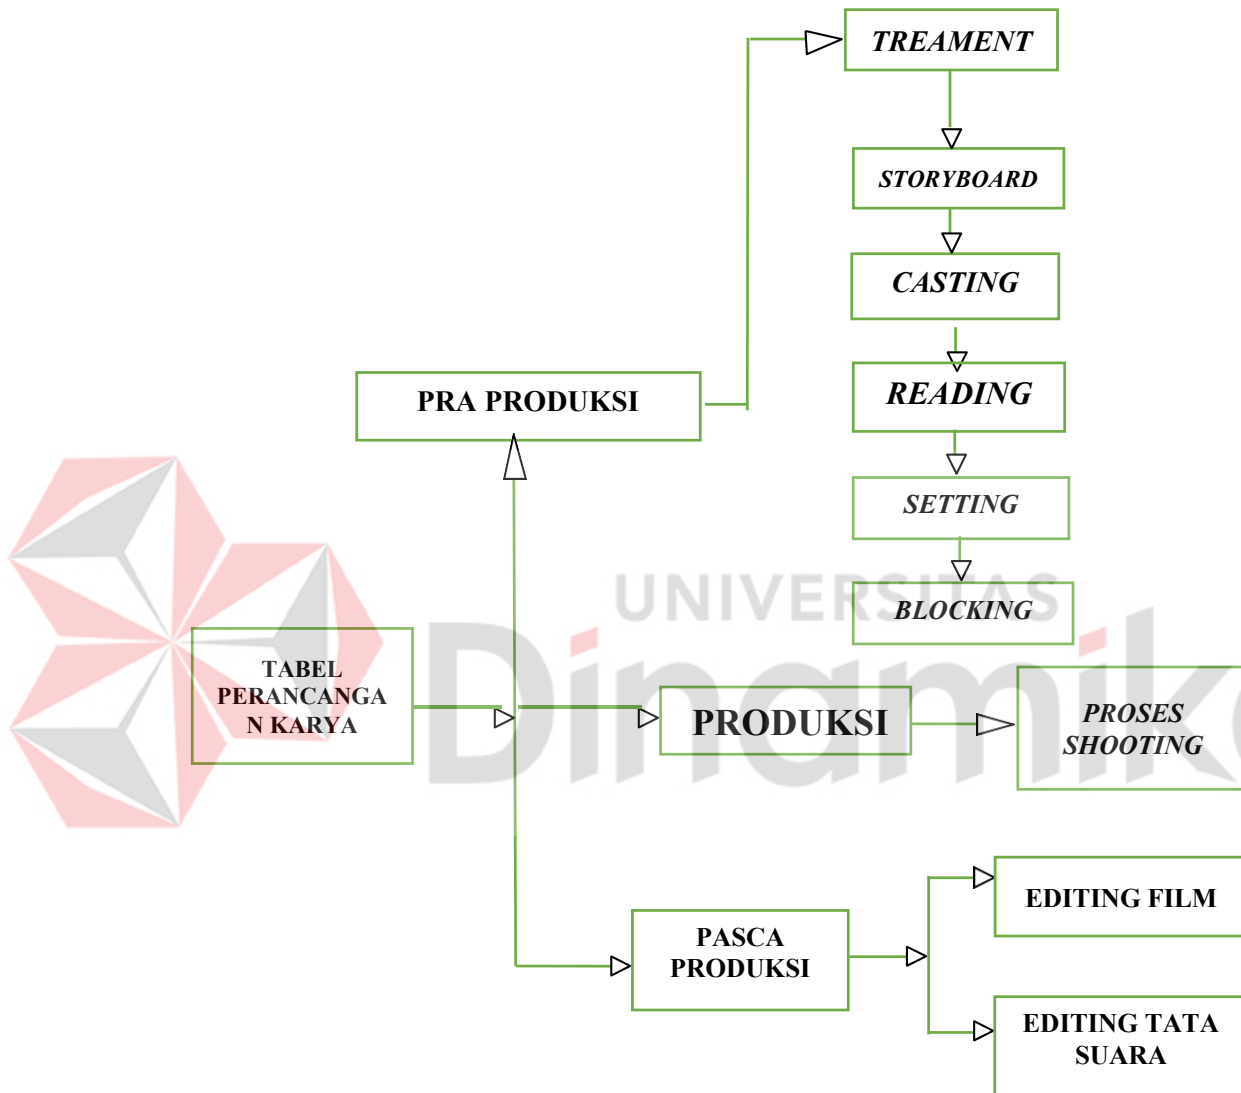 TREAMENT
STORYBOARD
CASTING
READING
SETTING
BLOCKING
PRA PRODUKSI
UNIVERSITAS
Dinamika
TABEL
PERANCANGA
N KARYA
PRODUKSI
PROSES
SHOOTING
PASCA
PRODUKSI
EDITING FILM
EDITING TATA
SUARA